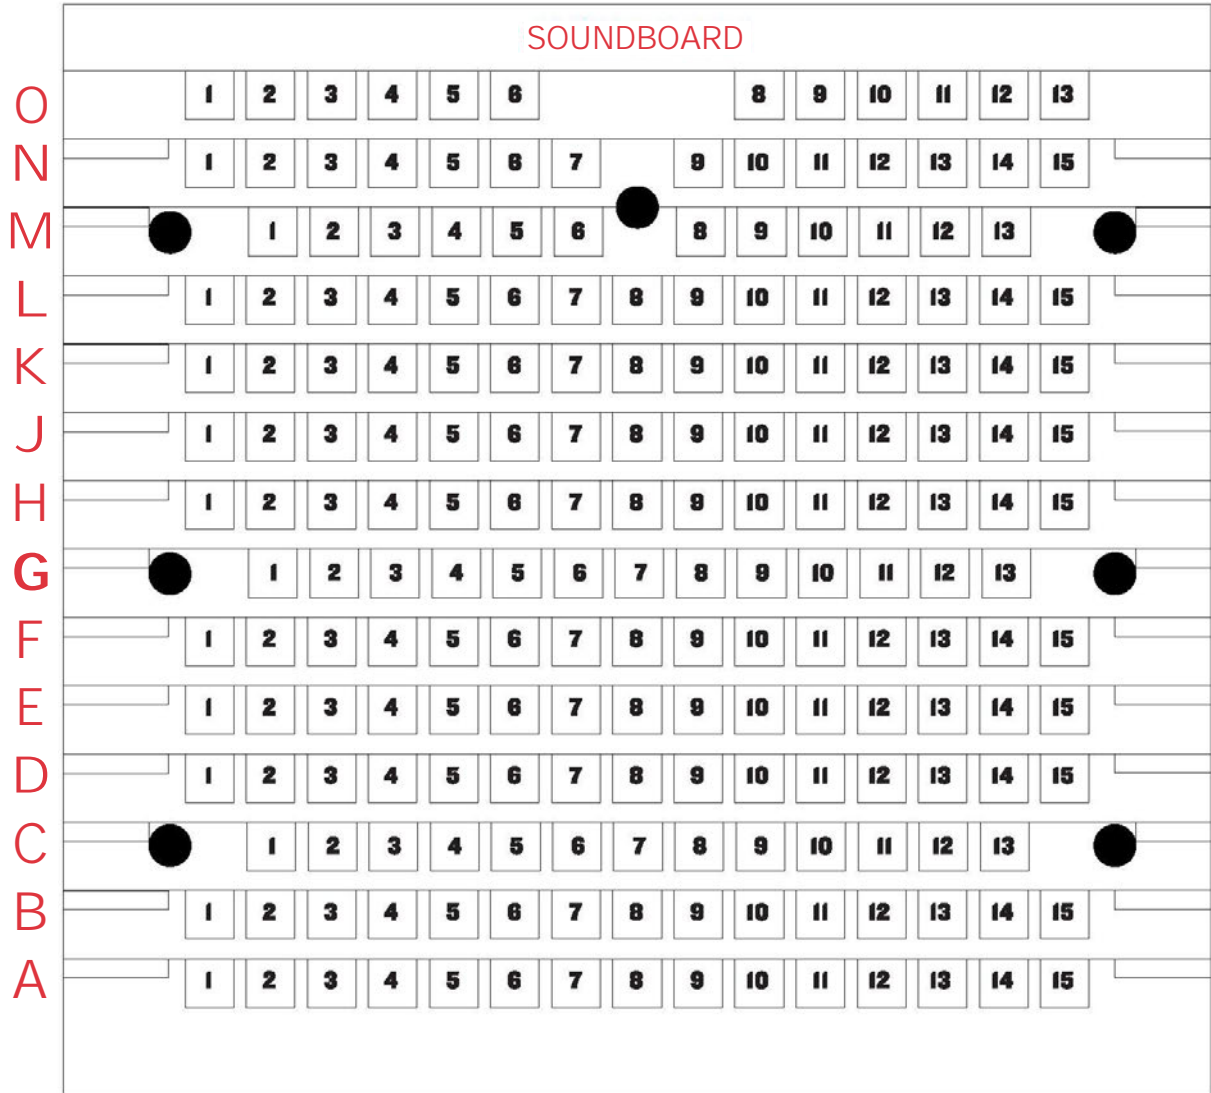 SOUNDBOARD
O 1 2 3 4 5 6 8 9 10 11 12 13
N 1 2 3 4 5 6 7 9 10 11 12 13 14 15
M 1 2 3 4 5 6 8 9 10 11 12 13
L 1 2 3 4 5 6 7 8 9 10 11 12 13 14 15
K 1 2 3 4 5 6 7 8 9 10 11 12 13 14 15
J 1 2 3 4 5 6 7 8 9 10 11 12 13 14 15
H 1 2 3 4 5 6 7 8 9 10 11 12 13 14 15
G 1 2 3 4 5 6 7 8 9 10 11 12 13
F 1 2 3 4 5 6 7 8 9 10 11 12 13 14 15
E 1 2 3 4 5 6 7 8 9 10 11 12 13 14 15
D 1 2 3 4 5 6 7 8 9 10 11 12 13 14 15
C 1 2 3 4 5 6 7 8 9 10 11 12 13
B 1 2 3 4 5 6 7 8 9 10 11 12 13 14 15
A 1 2 3 4 5 6 7 8 9 10 11 12 13 14 15